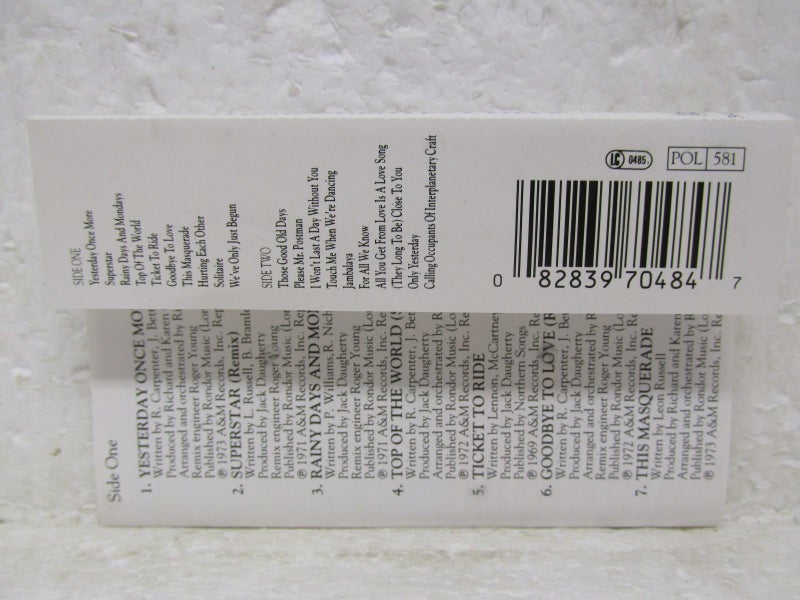 SIDE ONE
Yesterday Once More
Superstar
Rainy Days And Mondays
Top Of The World
Ticket To Ride
Goodbye To Love
This Masquerade
Hurting Each Other
Solitaire
We've Only Just Begun
SIDE TWO
Those Good Old Days
Please Mr. Postman
I Won't Last A Day Without You
Touch Me When We're Dancing
Jambalaya
For All We Know
All You Get From Love Is A Love Song
(They Long To Be) Close To You
Only Yesterday
Calling Occupants Of Interplanetary Craft
LC 0485
POL 581
0 82839 70484 7
Side One
1. YESTERDAY ONCE MO
Written by R. Carpenter, J. Bett
Produced by Richard and Karen
Arranged and orchestrated by Ri
Remix engineer Roger Young
Published by Rondor Music (Lon
℗ 1973 A&M Records, Inc. Rep
2. SUPERSTAR (Remix)
Written by L. Russell, B. Bramle
Produced by Jack Daugherty
Remix engineer Roger Young
Published by Rondor Music (Lo
℗ 1971 A&M Records, Inc. Re
3. RAINY DAYS AND MO
Written by P. Williams, R. Nich
Produced by Jack Daugherty
Remix engineer Roger Young
Published by Rondor Music (Lo
℗ 1971 A&M Records, Inc. Re
4. TOP OF THE WORLD (
Written by R. Carpenter, J. Bet
Produced by Jack Daugherty
Arranged and orchestrated by R
Published by Rondor Music (Lo
℗ 1972 A&M Records, Inc. Re
5. TICKET TO RIDE
Written by Lennon, McCartney
Produced by Jack Daugherty
Published by Northern Songs
℗ 1969 A&M Records, Inc. Re
6. GOODBYE TO LOVE (R
Written by R. Carpenter, J. Be
Produced by Jack Daugherty
Arranged and orchestrated by R
Remix engineer Roger Young
Published by Rondor Music (Lo
℗ 1972 A&M Records, Inc. Re
7. THIS MASQUERADE
Written by Leon Russell
Produced by Richard and Karen
Arranged and orchestrated by R
Published by Rondor Music (Lo
℗ 1973 A&M Records, Inc. Re